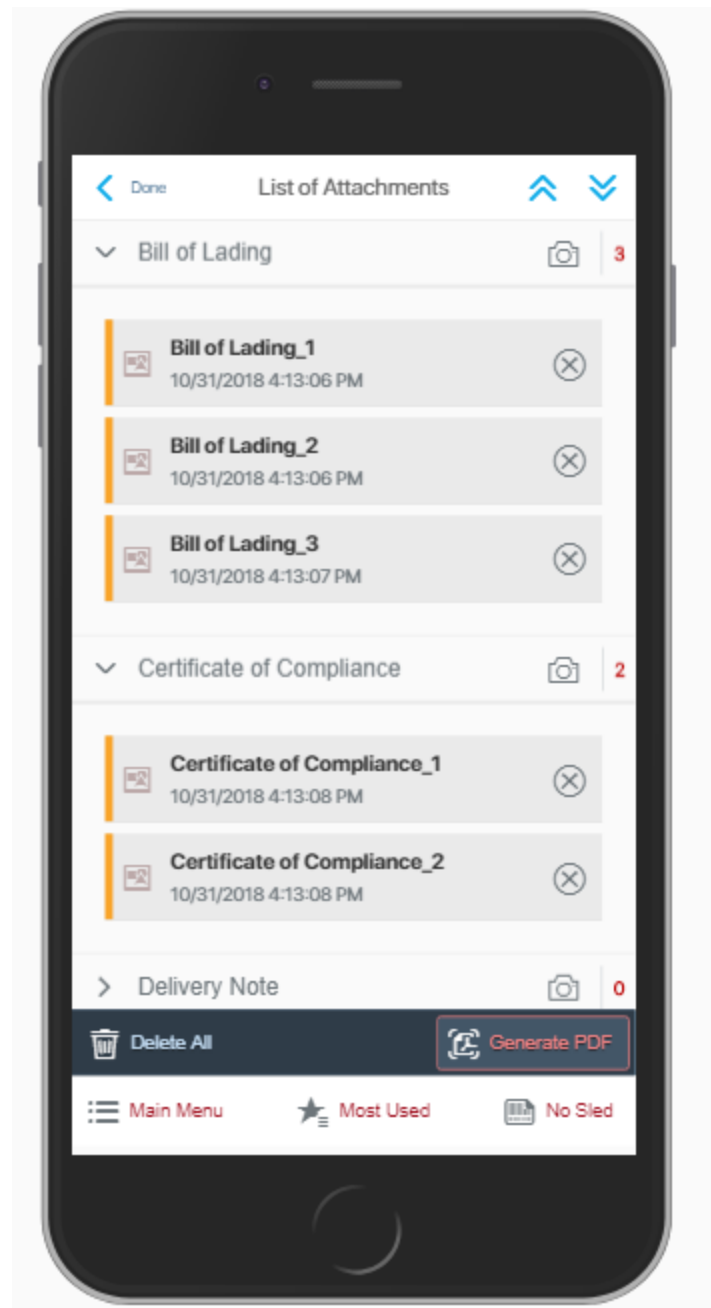 Done List of Attachments
Bill of Lading 3
Bill of Lading_1
10/31/2018 4:13:06 PM
Bill of Lading_2
10/31/2018 4:13:06 PM
Bill of Lading_3
10/31/2018 4:13:07 PM
Certificate of Compliance 2
Certificate of Compliance_1
10/31/2018 4:13:08 PM
Certificate of Compliance_2
10/31/2018 4:13:08 PM
Delivery Note 0
Delete All Generate PDF
Main Menu Most Used No Sled